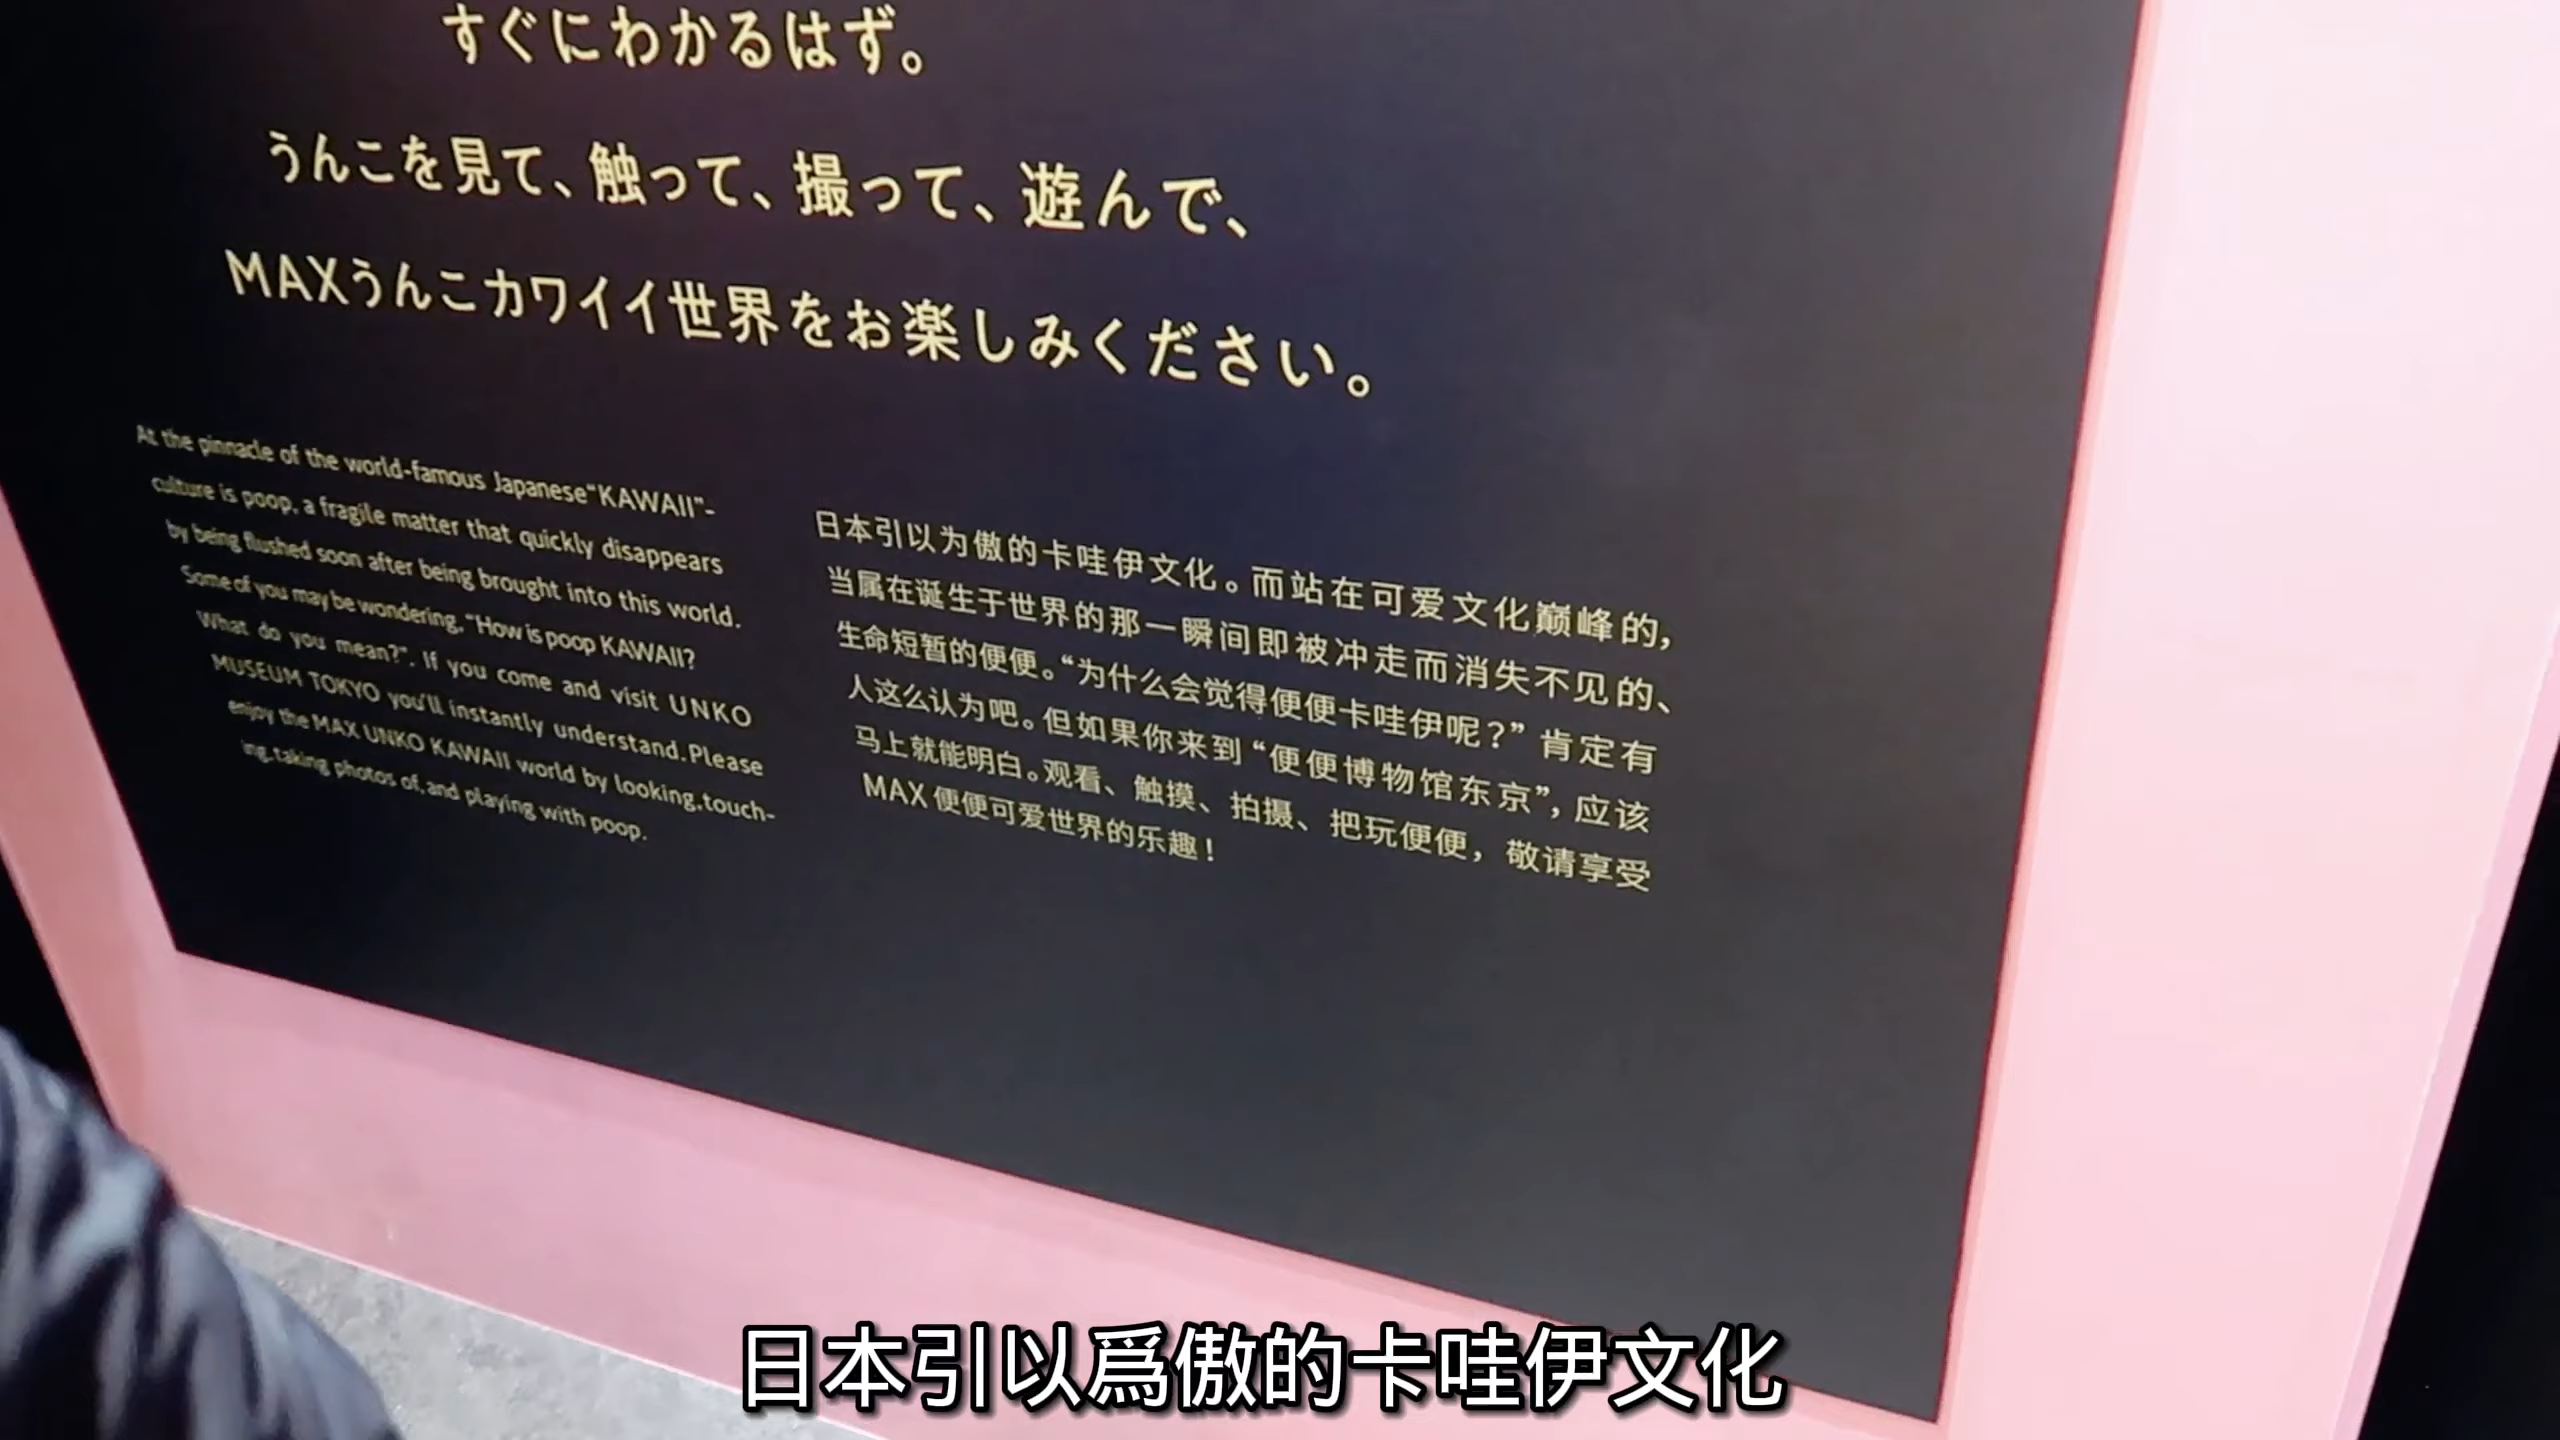 すぐにわかるはず。
うんこを見て、触って、撮って、遊んで、
MAXうんこカワイイ世界をお楽しみください。
At the pinnacle of the world-famous Japanese“KAWAII”-
culture is poop, a fragile matter that quickly disappears
by being flushed soon after being brought into this world.
Some of you may be wondering, “How is poop KAWAII?
What do you mean?”. If you come and visit UNKO
MUSEUM TOKYO you’ll instantly understand.Please
enjoy the MAX UNKO KAWAII world by looking,touch-
ing,taking photos of,and playing with poop.
日本引以为傲的卡哇伊文化。而站在可爱文化巅峰的,
当属在诞生于世界的那一瞬间即被冲走而消失不见的、
生命短暂的便便。“为什么会觉得便便卡哇伊呢？”肯定有
人这么认为吧。但如果你来到“便便博物馆东京”，应该
马上就能明白。观看、触摸、拍摄、把玩便便，敬请享受
MAX 便便可爱世界的乐趣！
日本引以爲傲的卡哇伊文化